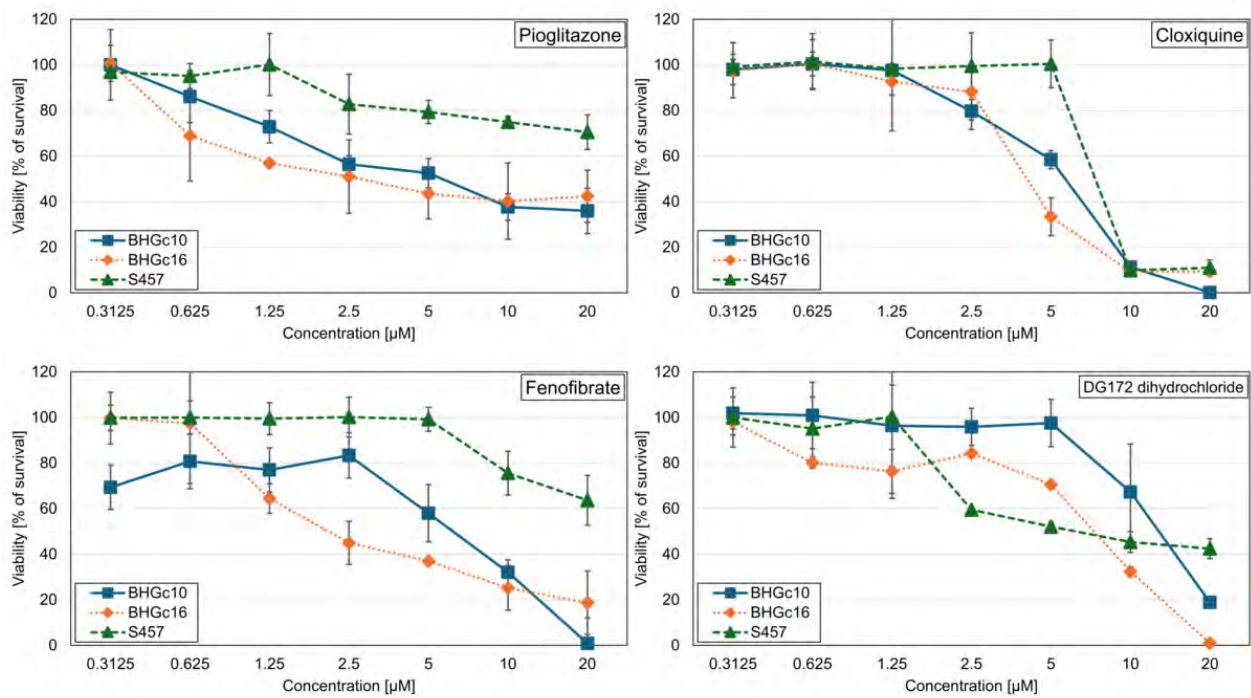 Pioglitazone
Viability [% of survival]
120
100
80
60
40
20
0
BHGc10
BHGc16
S457
0.3125 0.625 1.25 2.5 5 10 20
Concentration [µM]
Cloxiquine
Viability [% of survival]
120
100
80
60
40
20
0
BHGc10
BHGc16
S457
0.3125 0.625 1.25 2.5 5 10 20
Concentration [µM]
Fenofibrate
Viability [% of survival]
120
100
80
60
40
20
0
BHGc10
BHGc16
S457
0.3125 0.625 1.25 2.5 5 10 20
Concentration [µM]
DG172 dihydrochloride
Viability [% of survival]
120
100
80
60
40
20
0
BHGc10
BHGc16
S457
0.3125 0.625 1.25 2.5 5 10 20
Concentration [µM]